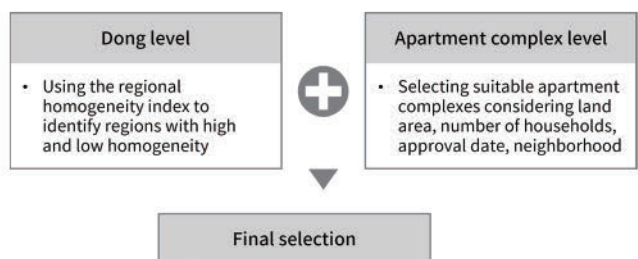 Dong level
• Using the regional
homogeneity index to
identify regions with high
and low homogeneity
Apartment complex level
• Selecting suitable apartment
complexes considering land
area, number of households,
approval date, neighborhood
Final selection